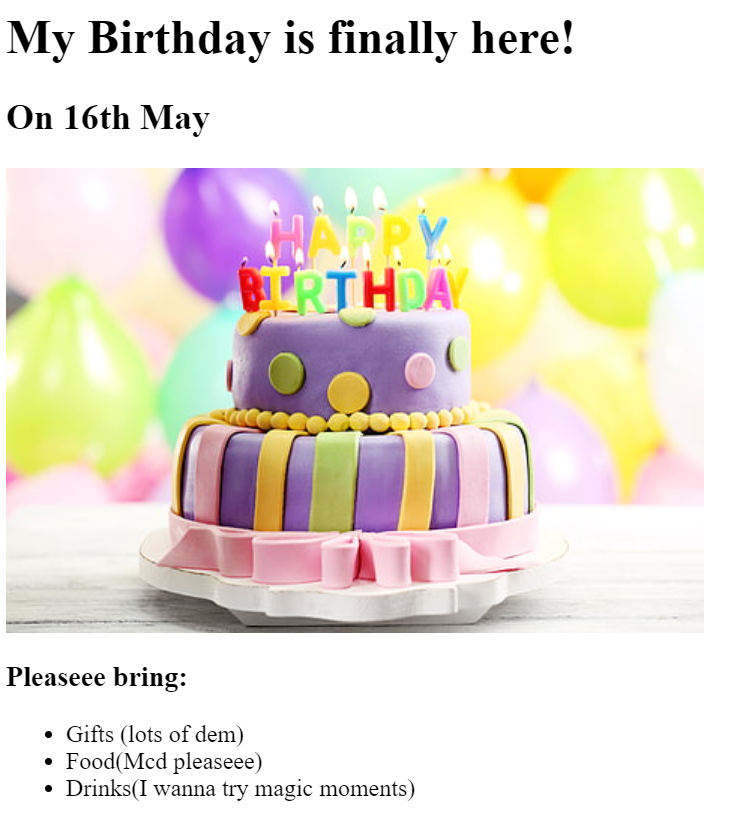 My Birthday is finally here!
On 16th May
HAPPY
BIRTHDAY
Pleaseee bring:
Gifts (lots of dem)
Food(Mcd pleaseee)
Drinks(I wanna try magic moments)